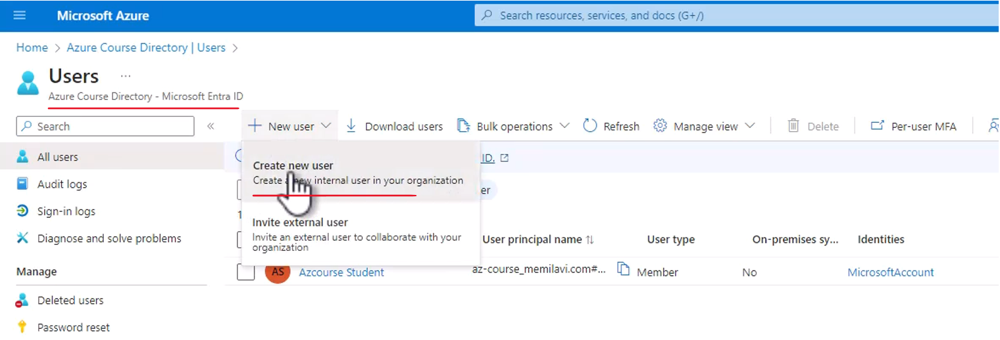 Microsoft Azure
Search resources, services, and docs (G+/)
Home > Azure Course Directory | Users >
Users ...
Azure Course Directory - Microsoft Entra ID
Search «
New user Download users Bulk operations Refresh Manage view Delete Per-user MFA
All users
Audit logs
Sign-in logs
Diagnose and solve problems
Manage
Deleted users
Password reset
Create new user
Create a new internal user in your organization
Invite external user
Invite an external user to collaborate with your
organization
ID.
er
1
User principal name User type On-premises sy... Identities
AS Azcourse Student az-course_memilavi.com#... Member No MicrosoftAccount